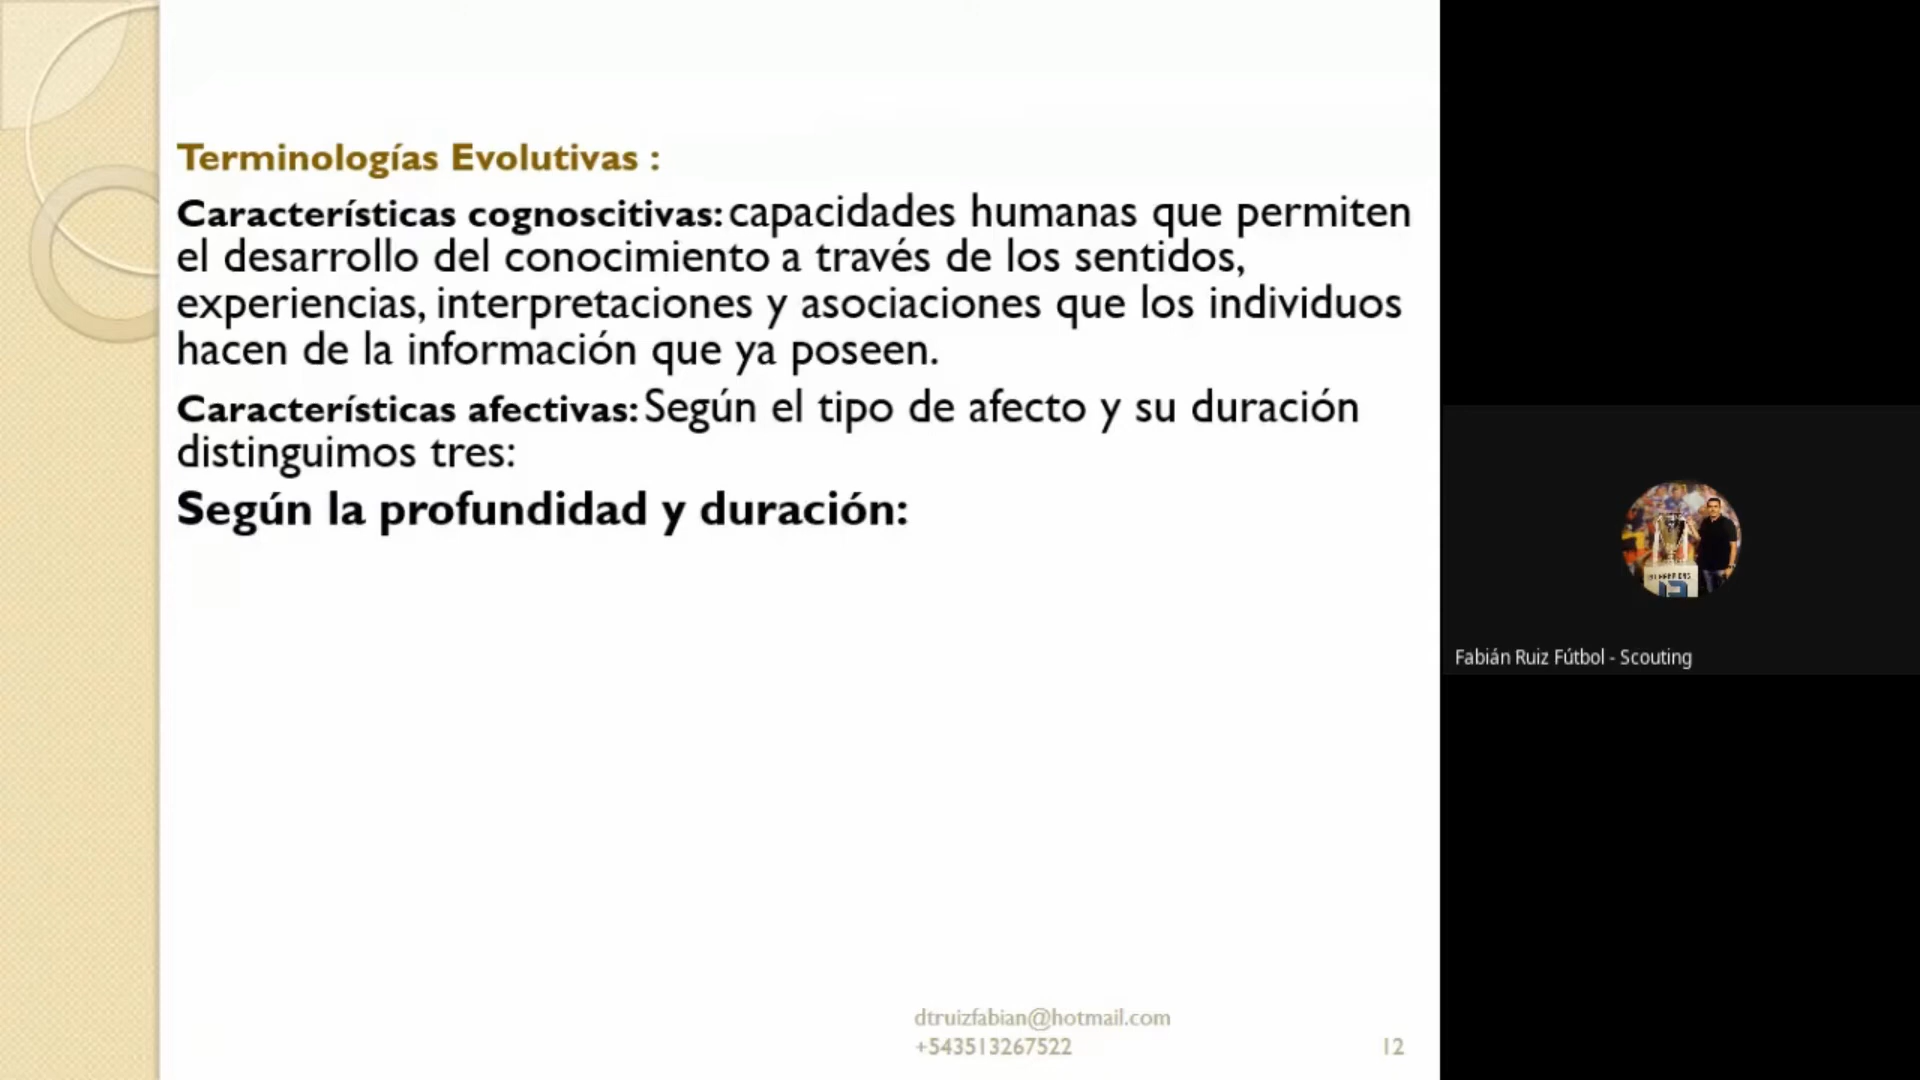 Terminologías Evolutivas :
Características cognoscitivas: capacidades humanas que permiten
el desarrollo del conocimiento a través de los sentidos,
experiencias, interpretaciones y asociaciones que los individuos
hacen de la información que ya poseen.
Características afectivas: Según el tipo de afecto y su duración
distinguimos tres:
Según la profundidad y duración:
dtruizfabian@hotmail.com
+543513267522
12
Fabián Ruiz Fútbol - Scouting